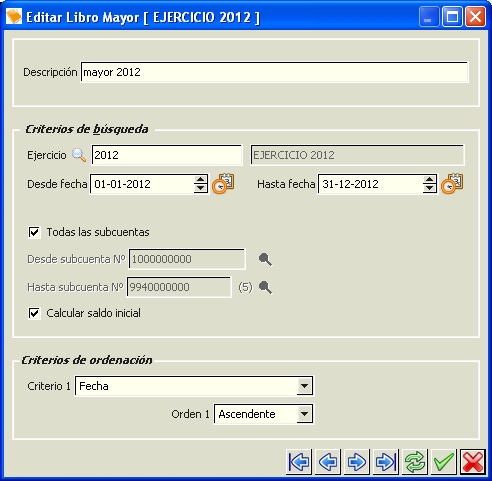 Editar Libro Mayor [ EJERCICIO 2012 ]
Descripción mayor 2012
Criterios de búsqueda
Ejercicio 2012 EJERCICIO 2012
Desde fecha 01-01-2012 Hasta fecha 31-12-2012
Todas las subcuentas
Desde subcuenta Nº 1000000000
Hasta subcuenta Nº 9940000000 (5)
Calcular saldo inicial
Criterios de ordenación
Criterio 1 Fecha
Orden 1 Ascendente